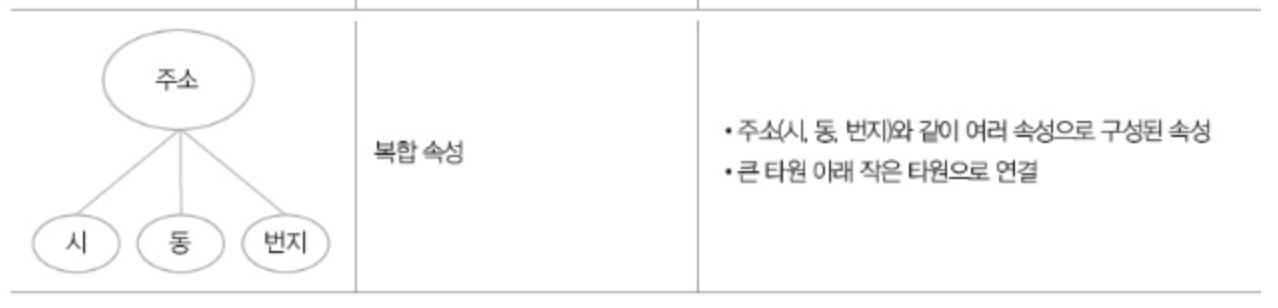 주소
시 동 번지
복합 속성
• 주소(시, 동, 번지)와 같이 여러 속성으로 구성된 속성
• 큰 타원 아래 작은 타원으로 연결